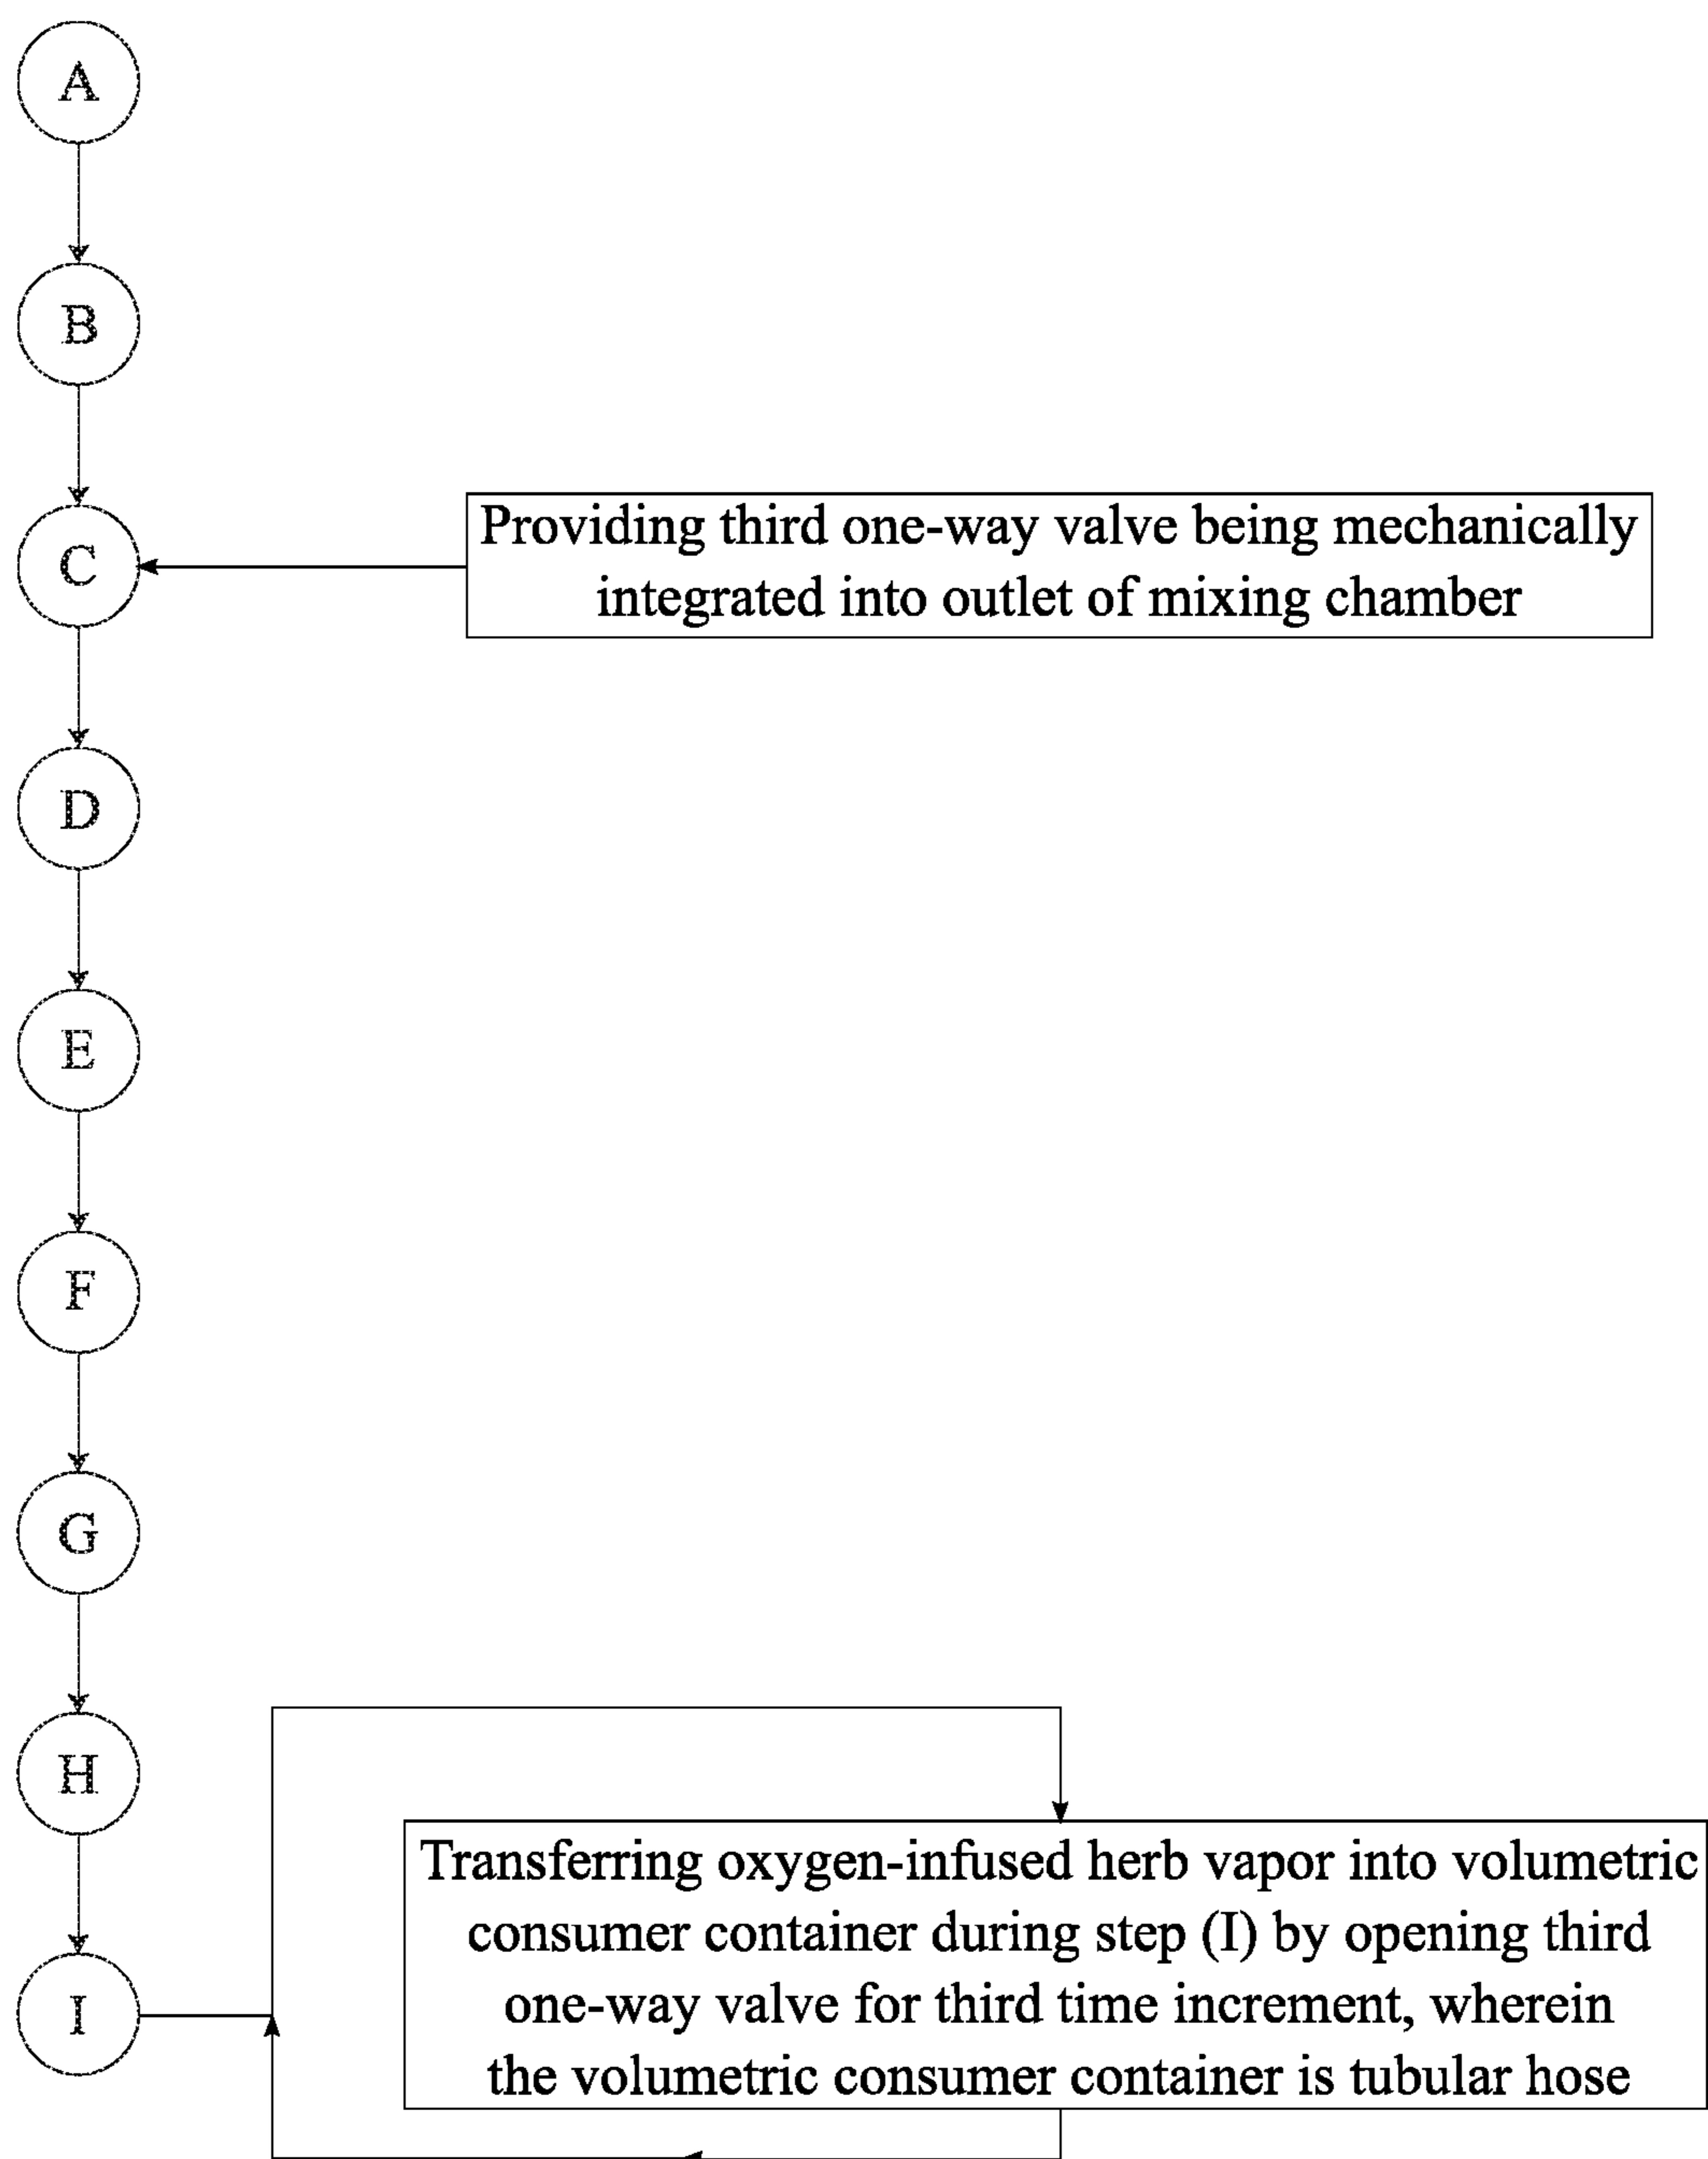 A
B
C
Providing third one-way valve being mechanically
integrated into outlet of mixing chamber
D
E
F
G
H
I
Transferring oxygen-infused herb vapor into volumetric
consumer container during step (I) by opening third
one-way valve for third time increment, wherein
the volumetric consumer container is tubular hose